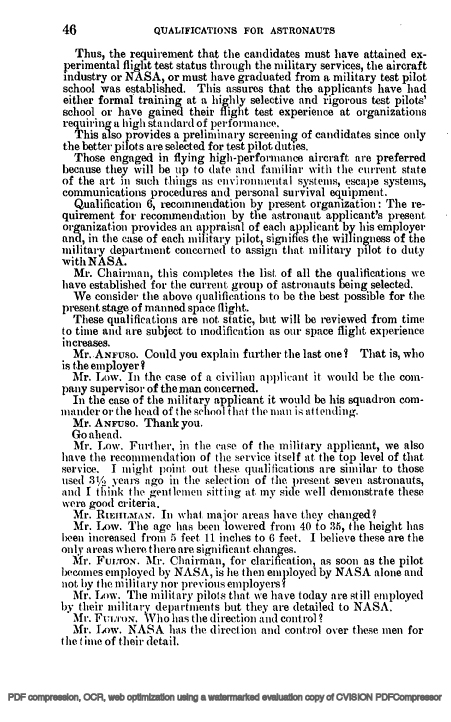 46 QUALIFICATIONS FOR ASTRONAUTS
Thus, the requirement that the candidates must have attained ex-
perimental flight test status through the military services, the aircraft
industry or NASA, or must have graduated from a military test pilot
school was established. This assures that the applicants have had
either formal training at a highly selective and rigorous test pilots'
school or have gained their flight test experience at organizations
requiring a high standard of performance.
This also provides a preliminary screening of candidates since only
the better pilots are selected for test pilot duties.
Those engaged in flying high-performance aircraft are preferred
because they will be up to date and familiar with the current state
of the art in such things as environmental systems, escape systems,
communications procedures and personal survival equipment.
Qualification 6, recommendation by present organization: The re-
quirement for recommendation by the astronaut applicant's present
organization provides an appraisal of each applicant by his employer
and, in the case of each military pilot, signifies the willingness of the
military department concerned to assign that military pilot to duty
with NASA.
Mr. Chairman, this completes the list of all the qualifications we
have established for the current group of astronauts being selected.
We consider the above qualifications to be the best possible for the
present stage of manned space flight.
These qualifications are not static, but will be reviewed from time
to time and are subject to modification as our space flight experience
increases.
Mr. ANFUSO. Could you explain further the last one? That is, who
is the employer?
Mr. Low. In the case of a civilian applicant it would be the com-
pany supervisor of the man concerned.
In the case of the military applicant it would be his squadron com-
mander or the head of the school that the man is attending.
Mr. ANFUSO. Thank you.
Go ahead.
Mr. Low. Further, in the case of the military applicant, we also
have the recommendation of the service itself at the top level of that
service. I might point out these qualifications are similar to those
used 3½ years ago in the selection of the present seven astronauts,
and I think the gentlemen sitting at my side well demonstrate these
were good criteria.
Mr. RIEHLMAN. In what major areas have they changed?
Mr. Low. The age has been lowered from 40 to 35, the height has
been increased from 5 feet 11 inches to 6 feet. I believe these are the
only areas where there are significant changes.
Mr. FULTON. Mr. Chairman, for clarification, as soon as the pilot
becomes employed by NASA, is he then employed by NASA alone and
not by the military nor previous employers?
Mr. Low. The military pilots that we have today are still employed
by their military departments but they are detailed to NASA.
Mr. FULTON. Who has the direction and control?
Mr. Low. NASA has the direction and control over these men for
the time of their detail.
PDF compression, OCR, web optimization using a watermarked evaluation copy of CVISION PDFCompressor